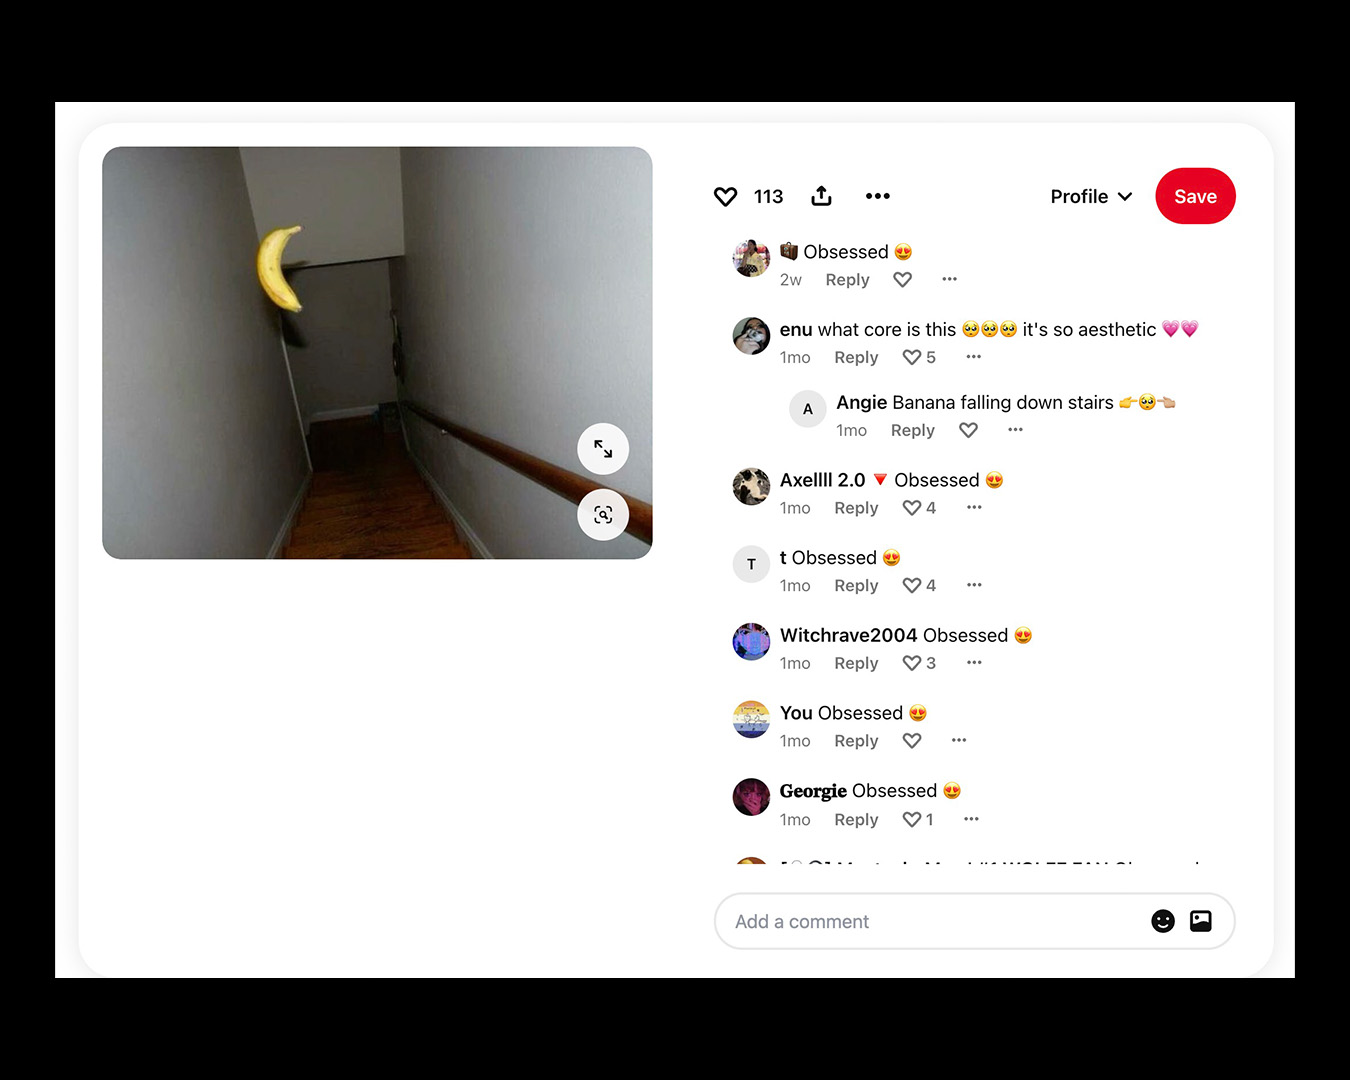 113
Profile
Save
🧳 Obsessed 😍
2w Reply
enu what core is this 🥺🥺🥺 it's so aesthetic 💗💗
1mo Reply 5
A
Angie Banana falling down stairs 👉🥺👈🏼
1mo Reply
Axellll 2.0 🔻 Obsessed 😍
1mo Reply 4
T
t Obsessed 😍
1mo Reply 4
Witchrave2004 Obsessed 😍
1mo Reply 3
You Obsessed 😍
1mo Reply
Georgie Obsessed 😍
1mo Reply 1
Add a comment